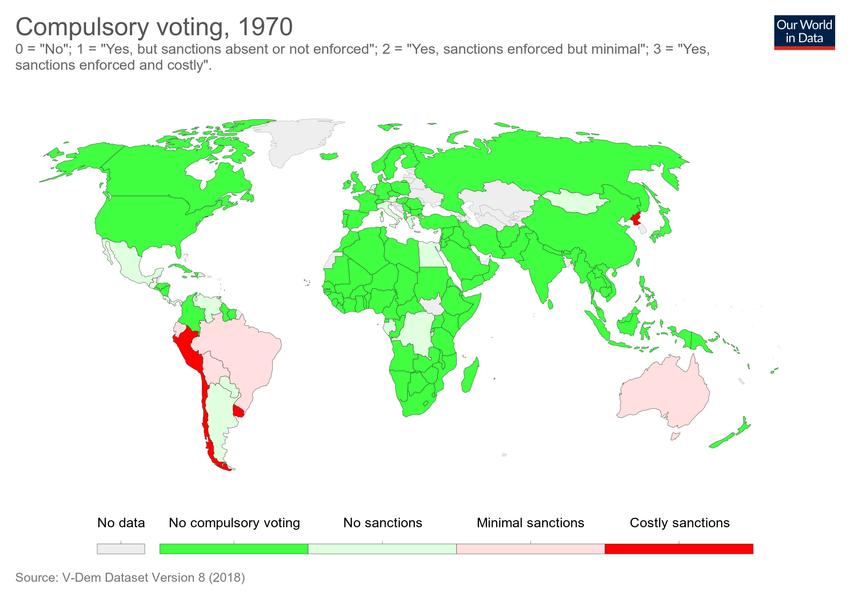 Compulsory voting, 1970
0 = "No"; 1 = "Yes, but sanctions absent or not enforced"; 2 = "Yes, sanctions enforced but minimal"; 3 = "Yes,
sanctions enforced and costly".
Our World
in Data
No data
No compulsory voting
No sanctions
Minimal sanctions
Costly sanctions
Source: V-Dem Dataset Version 8 (2018)